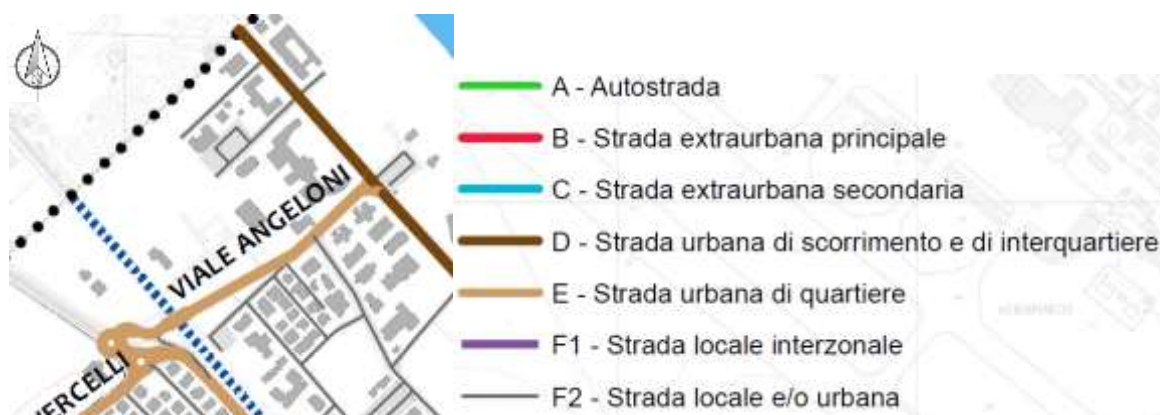 VIALE ANGELONI
A - Autostrada
B - Strada extraurbana principale
C - Strada extraurbana secondaria
D - Strada urbana di scorrimento e di interquartiere
E - Strada urbana di quartiere
F1 - Strada locale interzonale
F2 - Strada locale e/o urbana